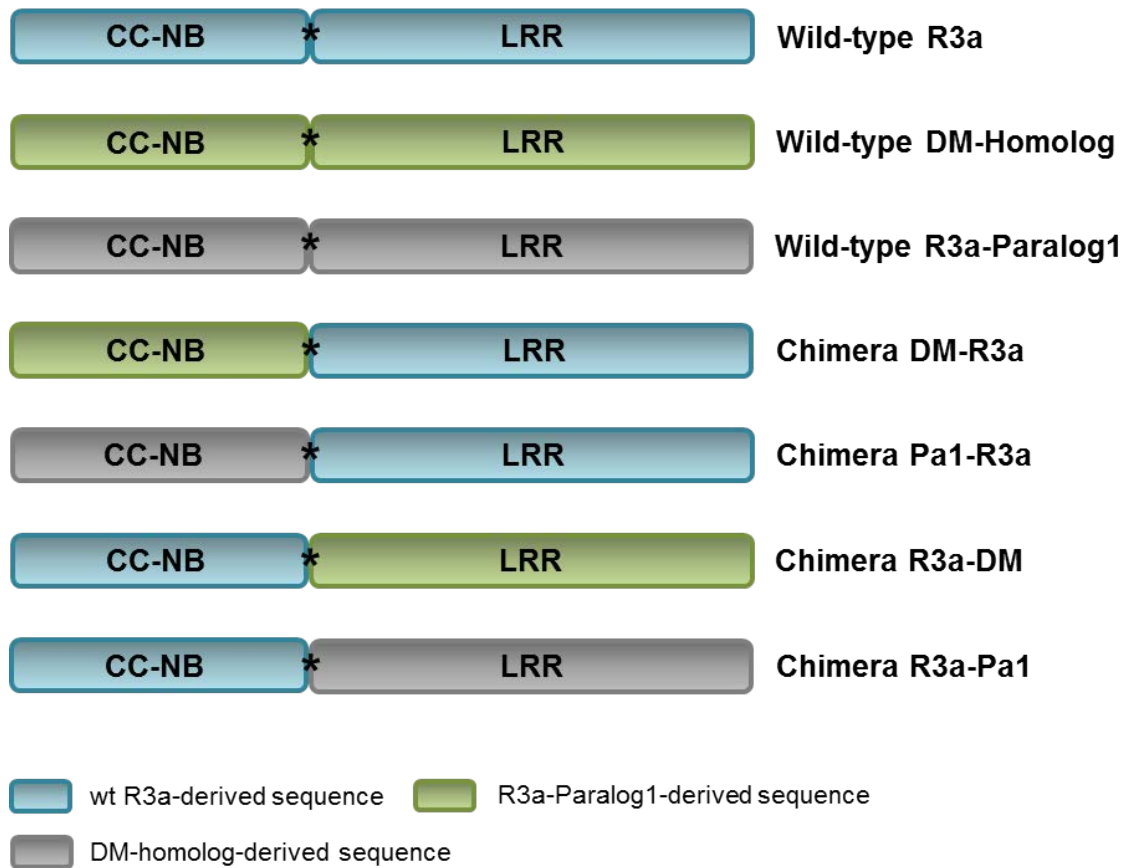 CC-NB * LRR Wild-type R3a
CC-NB * LRR Wild-type DM-Homolog
CC-NB * LRR Wild-type R3a-Paralog1
CC-NB * LRR Chimera DM-R3a
CC-NB * LRR Chimera Pa1-R3a
CC-NB * LRR Chimera R3a-DM
CC-NB * LRR Chimera R3a-Pa1
wt R3a-derived sequence R3a-Paralog1-derived sequence
DM-homolog-derived sequence